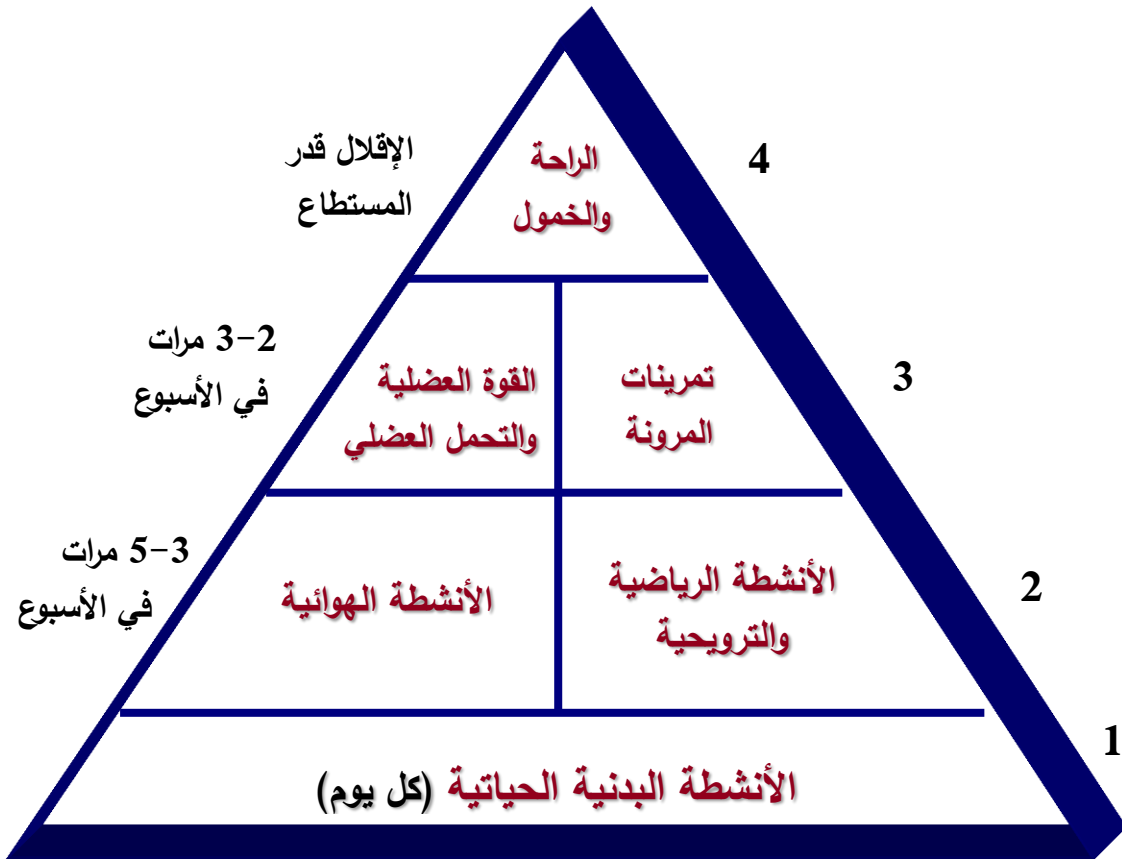 الراحة
والخمول
4
الإقلال قدر
المستطاع
تمرينات
المرونة
القوة العضلية
والتحمل العضلي
3
2-3 مرات
في الأسبوع
الأنشطة الرياضية
والترويحية
الأنشطة الهوائية
2
3-5 مرات
في الأسبوع
1
الأنشطة البدنية الحياتية (كل يوم)